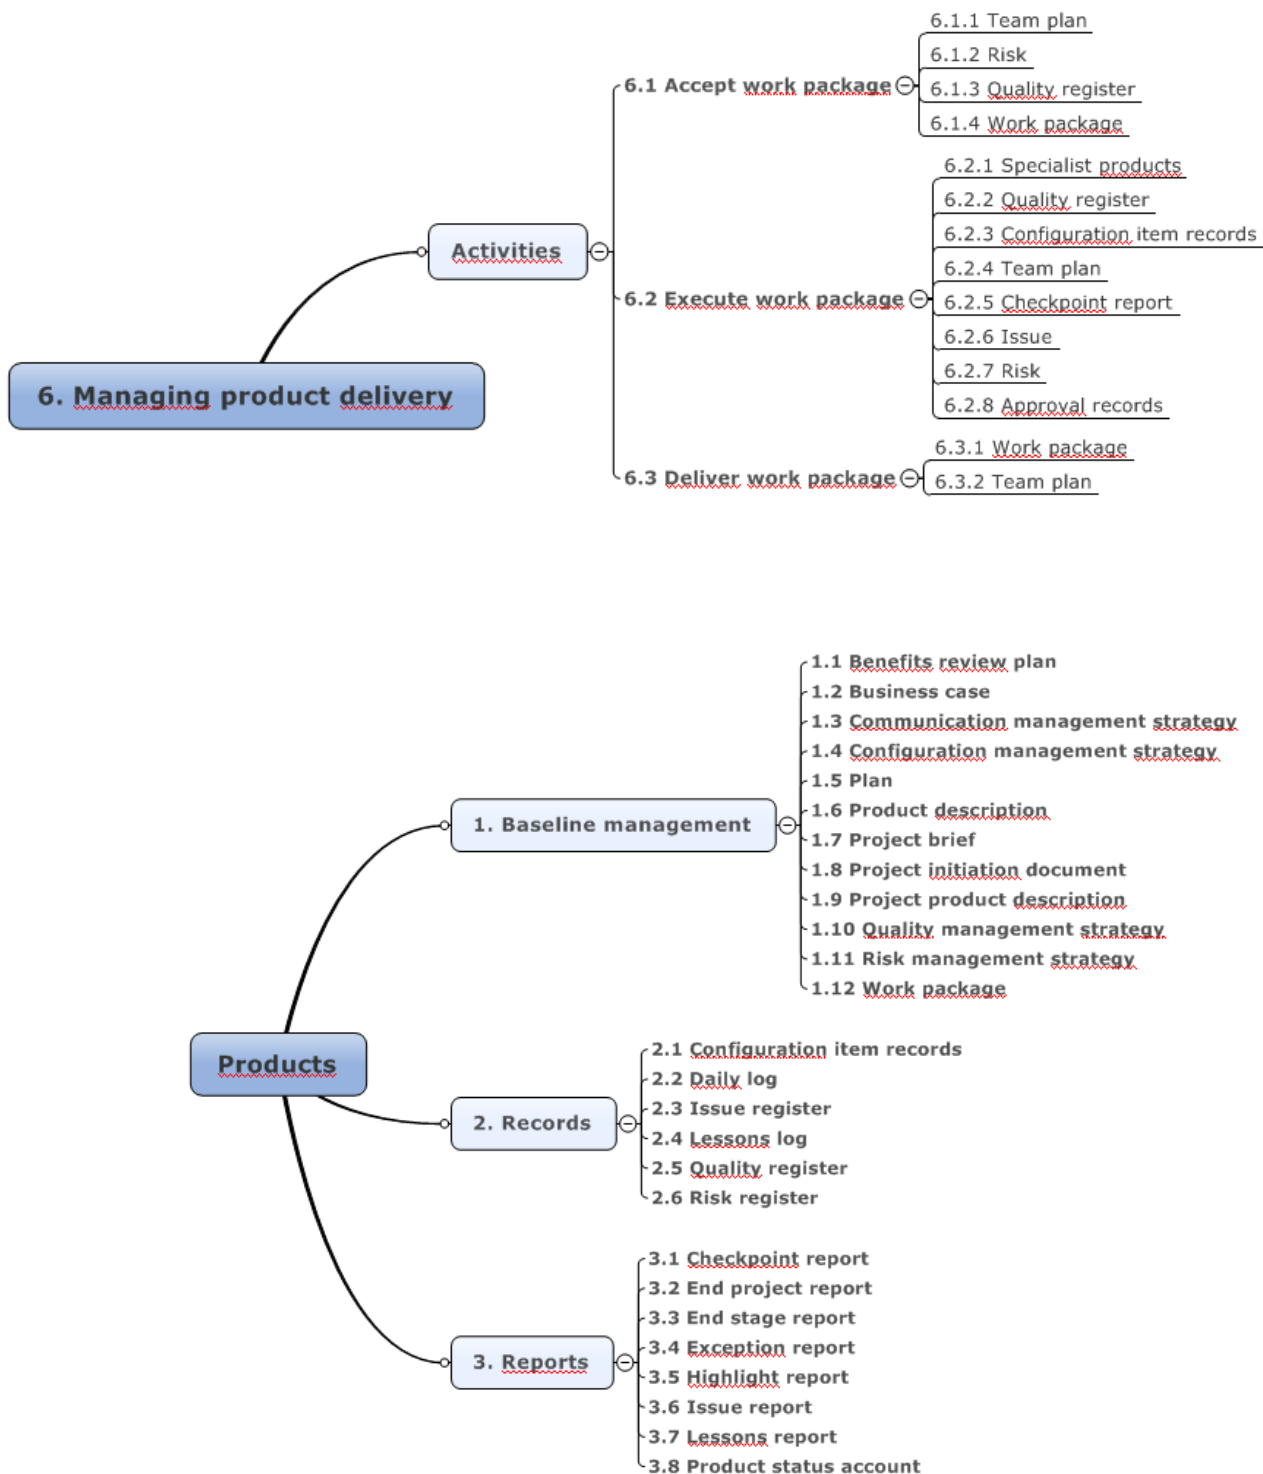 6. Managing product delivery
Activities
6.1 Accept work package
6.1.1 Team plan
6.1.2 Risk
6.1.3 Quality register
6.1.4 Work package
6.2 Execute work package
6.2.1 Specialist products
6.2.2 Quality register
6.2.3 Configuration item records
6.2.4 Team plan
6.2.5 Checkpoint report
6.2.6 Issue
6.2.7 Risk
6.2.8 Approval records
6.3 Deliver work package
6.3.1 Work package
6.3.2 Team plan
Products
1. Baseline management
1.1 Benefits review plan
1.2 Business case
1.3 Communication management strategy
1.4 Configuration management strategy
1.5 Plan
1.6 Product description
1.7 Project brief
1.8 Project initiation document
1.9 Project product description
1.10 Quality management strategy
1.11 Risk management strategy
1.12 Work package
2. Records
2.1 Configuration item records
2.2 Daily log
2.3 Issue register
2.4 Lessons log
2.5 Quality register
2.6 Risk register
3. Reports
3.1 Checkpoint report
3.2 End project report
3.3 End stage report
3.4 Exception report
3.5 Highlight report
3.6 Issue report
3.7 Lessons report
3.8 Product status account